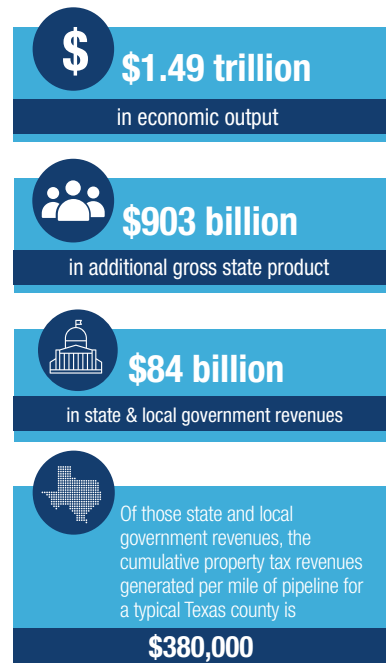 $
$1.49 trillion
in economic output
$903 billion
in additional gross state product
$84 billion
in state & local government revenues
Of those state and local
government revenues, the
cumulative property tax revenues
generated per mile of pipeline for
a typical Texas county is
$380,000